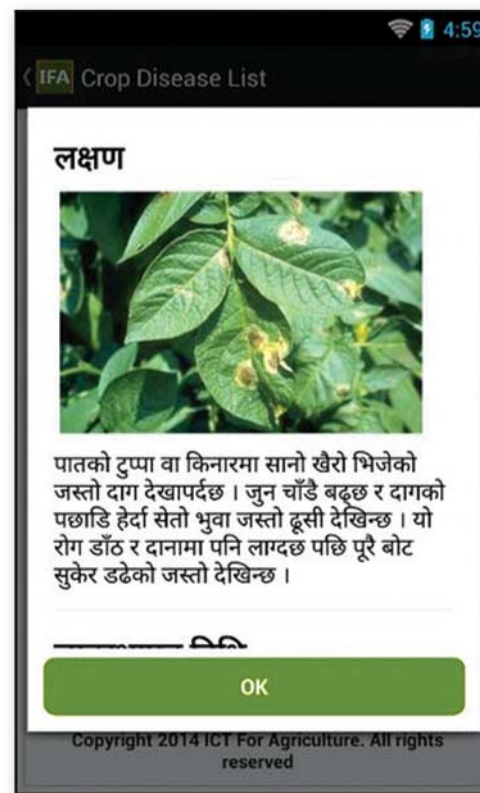 4:59
IFA Crop Disease List
लक्षण
पातको टुप्पा वा किनारमा सानो खैरो भिजेको
जस्तो दाग देखापर्दछ । जुन चाँडै बढ्छ र दागको
पछाडि हेर्दा सेतो भुवा जस्तो ढूसी देखिन्छ । यो
रोग डाँठ र दानामा पनि लाग्दछ पछि पूरै बोट
सुकेर डढेको जस्तो देखिन्छ ।
OK
Copyright 2014 ICT For Agriculture. All rights
reserved